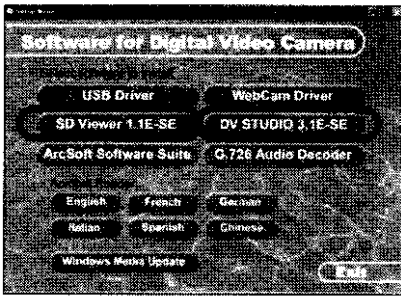 Software for Digital Video Camera
USB Driver
WebCam Driver
SD Viewer 1.1E-SE
DV STUDIO 3.1E-SE
ArcSoft Software Suite
G.726 Audio Decoder
English
French
German
Italian
Spanish
Chinese
Windows Media Update
Exit